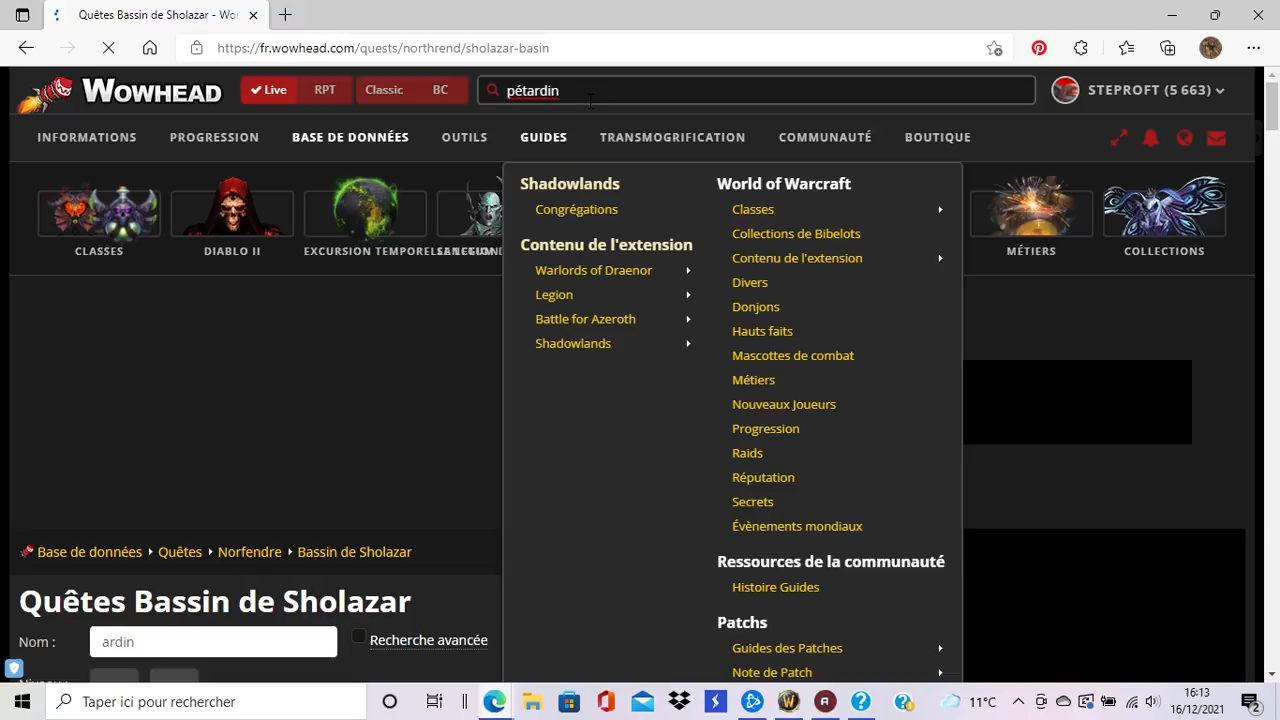 Quêtes Bassin de Sholazar - Wo
https://fr.wowhead.com/quests/northrend/sholazar-basin
WOWHEAD
Live RPT Classic BC
pétardin
STEPROFT (5 663)
INFORMATIONS PROGRESSION BASE DE DONNÉES OUTILS GUIDES TRANSMOGRIFICATION COMMUNAUTÉ BOUTIQUE
CLASSES DIABLO II EXCURSION TEMPORELLE MÉTIERS COLLECTIONS
Shadowlands
Congrégations
Contenu de l'extension
Warlords of Draenor
Legion
Battle for Azeroth
Shadowlands
World of Warcraft
Classes
Collections de Bibelots
Contenu de l'extension
Divers
Donjons
Hauts faits
Mascottes de combat
Métiers
Nouveaux Joueurs
Progression
Raids
Réputation
Secrets
Évènements mondiaux
Ressources de la communauté
Histoire Guides
Patchs
Guides des Patches
Note de Patch
Base de données Quêtes Norfendre Bassin de Sholazar
Quêtes Bassin de Sholazar
Nom : ardin Recherche avancée
Taper ici pour rechercher
11°C
16:13
16/12/2021
2